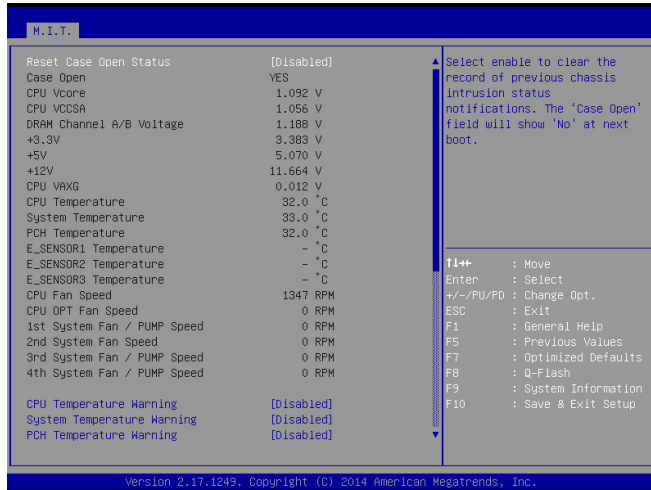 M.I.T.
Reset Case Open Status [Disabled]
Case Open YES
CPU Vcore 1.092 V
CPU VCCSA 1.056 V
DRAM Channel A/B Voltage 1.188 V
+3.3V 3.383 V
+5V 5.070 V
+12V 11.664 V
CPU VAXG 0.012 V
CPU Temperature 32.0 °C
System Temperature 33.0 °C
PCH Temperature 32.0 °C
E_SENSOR1 Temperature – °C
E_SENSOR2 Temperature – °C
E_SENSOR3 Temperature – °C
CPU Fan Speed 1347 RPM
CPU OPT Fan Speed 0 RPM
1st System Fan / PUMP Speed 0 RPM
2nd System Fan Speed 0 RPM
3rd System Fan / PUMP Speed 0 RPM
4th System Fan / PUMP Speed 0 RPM
CPU Temperature Warning [Disabled]
System Temperature Warning [Disabled]
PCH Temperature Warning [Disabled]
Select enable to clear the
record of previous chassis
intrusion status
notifications. The 'Case Open'
field will show 'No' at next
boot.
↑↓→← : Move
Enter : Select
+/-/PU/PD : Change Opt.
ESC : Exit
F1 : General Help
F5 : Previous Values
F7 : Optimized Defaults
F8 : Q-Flash
F9 : System Information
F10 : Save & Exit Setup
Version 2.17.1249. Copyright (C) 2014 American Megatrends, Inc.